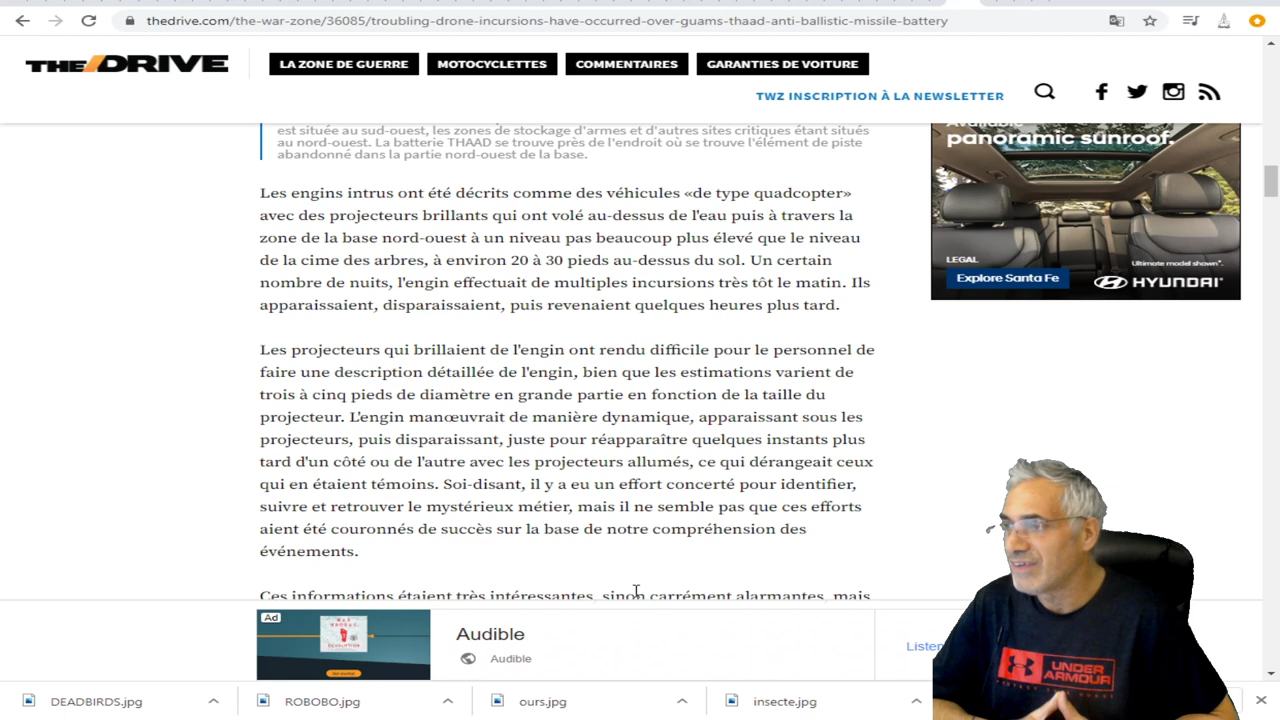 thedrive.com/the-war-zone/36085/troubling-drone-incursions-have-occurred-over-guams-thaad-anti-ballistic-missile-battery
THE/DRIVE
LA ZONE DE GUERRE
MOTOCYCLETTES
COMMENTAIRES
GARANTIES DE VOITURE
TWZ INSCRIPTION À LA NEWSLETTER
est située au sud-ouest, les zones de stockage d'armes et d'autres sites critiques étant situés
au nord-ouest. La batterie THAAD se trouve près de l'endroit où se trouve l'élément de piste
abandonné dans la partie nord-ouest de la base.
Les engins intrus ont été décrits comme des véhicules «de type quadcopter»
avec des projecteurs brillants qui ont volé au-dessus de l'eau puis à travers la
zone de la base nord-ouest à un niveau pas beaucoup plus élevé que le niveau
de la cime des arbres, à environ 20 à 30 pieds au-dessus du sol. Un certain
nombre de nuits, l'engin effectuait de multiples incursions très tôt le matin. Ils
apparaissaient, disparaissaient, puis revenaient quelques heures plus tard.
Les projecteurs qui brillaient de l'engin ont rendu difficile pour le personnel de
faire une description détaillée de l'engin, bien que les estimations varient de
trois à cinq pieds de diamètre en grande partie en fonction de la taille du
projecteur. L'engin manœuvrait de manière dynamique, apparaissant sous les
projecteurs, puis disparaissant, juste pour réapparaître quelques instants plus
tard d'un côté ou de l'autre avec les projecteurs allumés, ce qui dérangeait ceux
qui en étaient témoins. Soi-disant, il y a eu un effort concerté pour identifier,
suivre et retrouver le mystérieux métier, mais il ne semble pas que ces efforts
aient été couronnés de succès sur la base de notre compréhension des
événements.
Ces informations étaient très intéressantes, sinon carrément alarmantes, mais
Available
panoramic sunroof.
LEGAL
Ultimate model shown*.
Explore Santa Fe
HYUNDAI
Ad
Audible
Audible
Listen
UNDER ARMOUR
DEADBIRDS.jpg
ROBOBO.jpg
ours.jpg
insecte.jpg